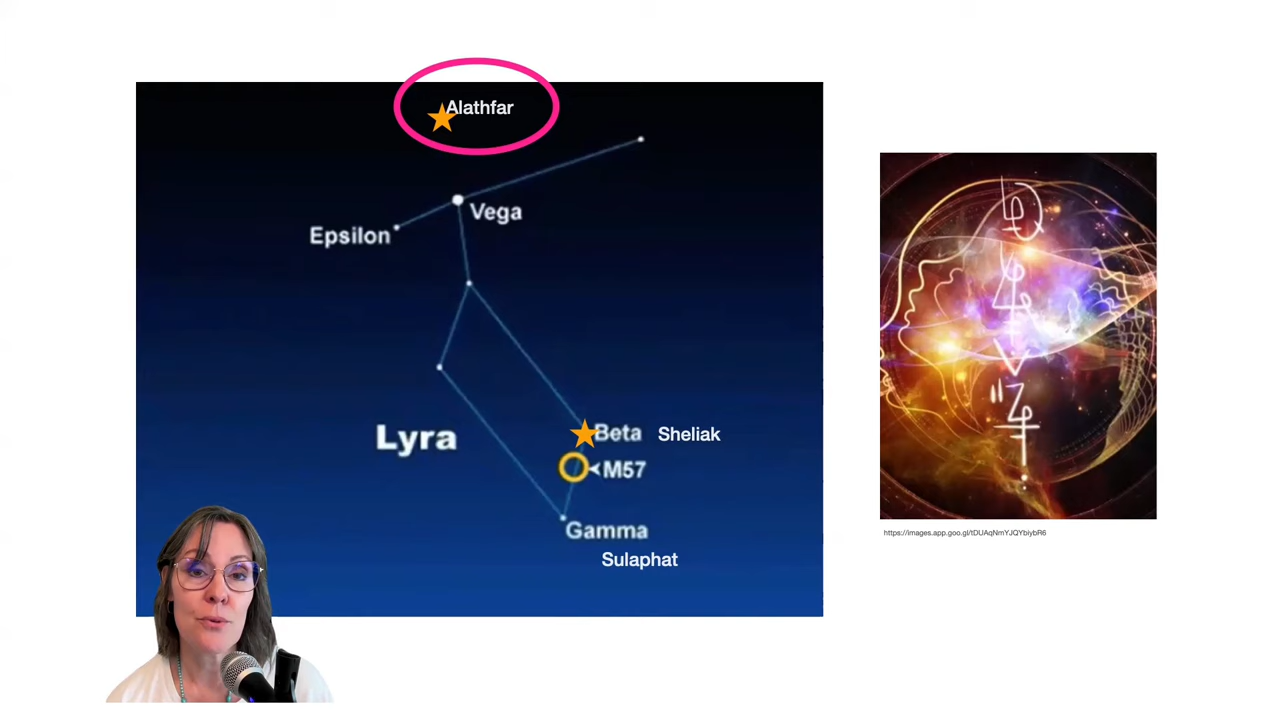 Alathfar
Vega
Epsilon
Lyra
Beta Sheliak
M57
Gamma
Sulaphat
https://images.app.goo.gl/tDUAqNmYJQYbiybR6